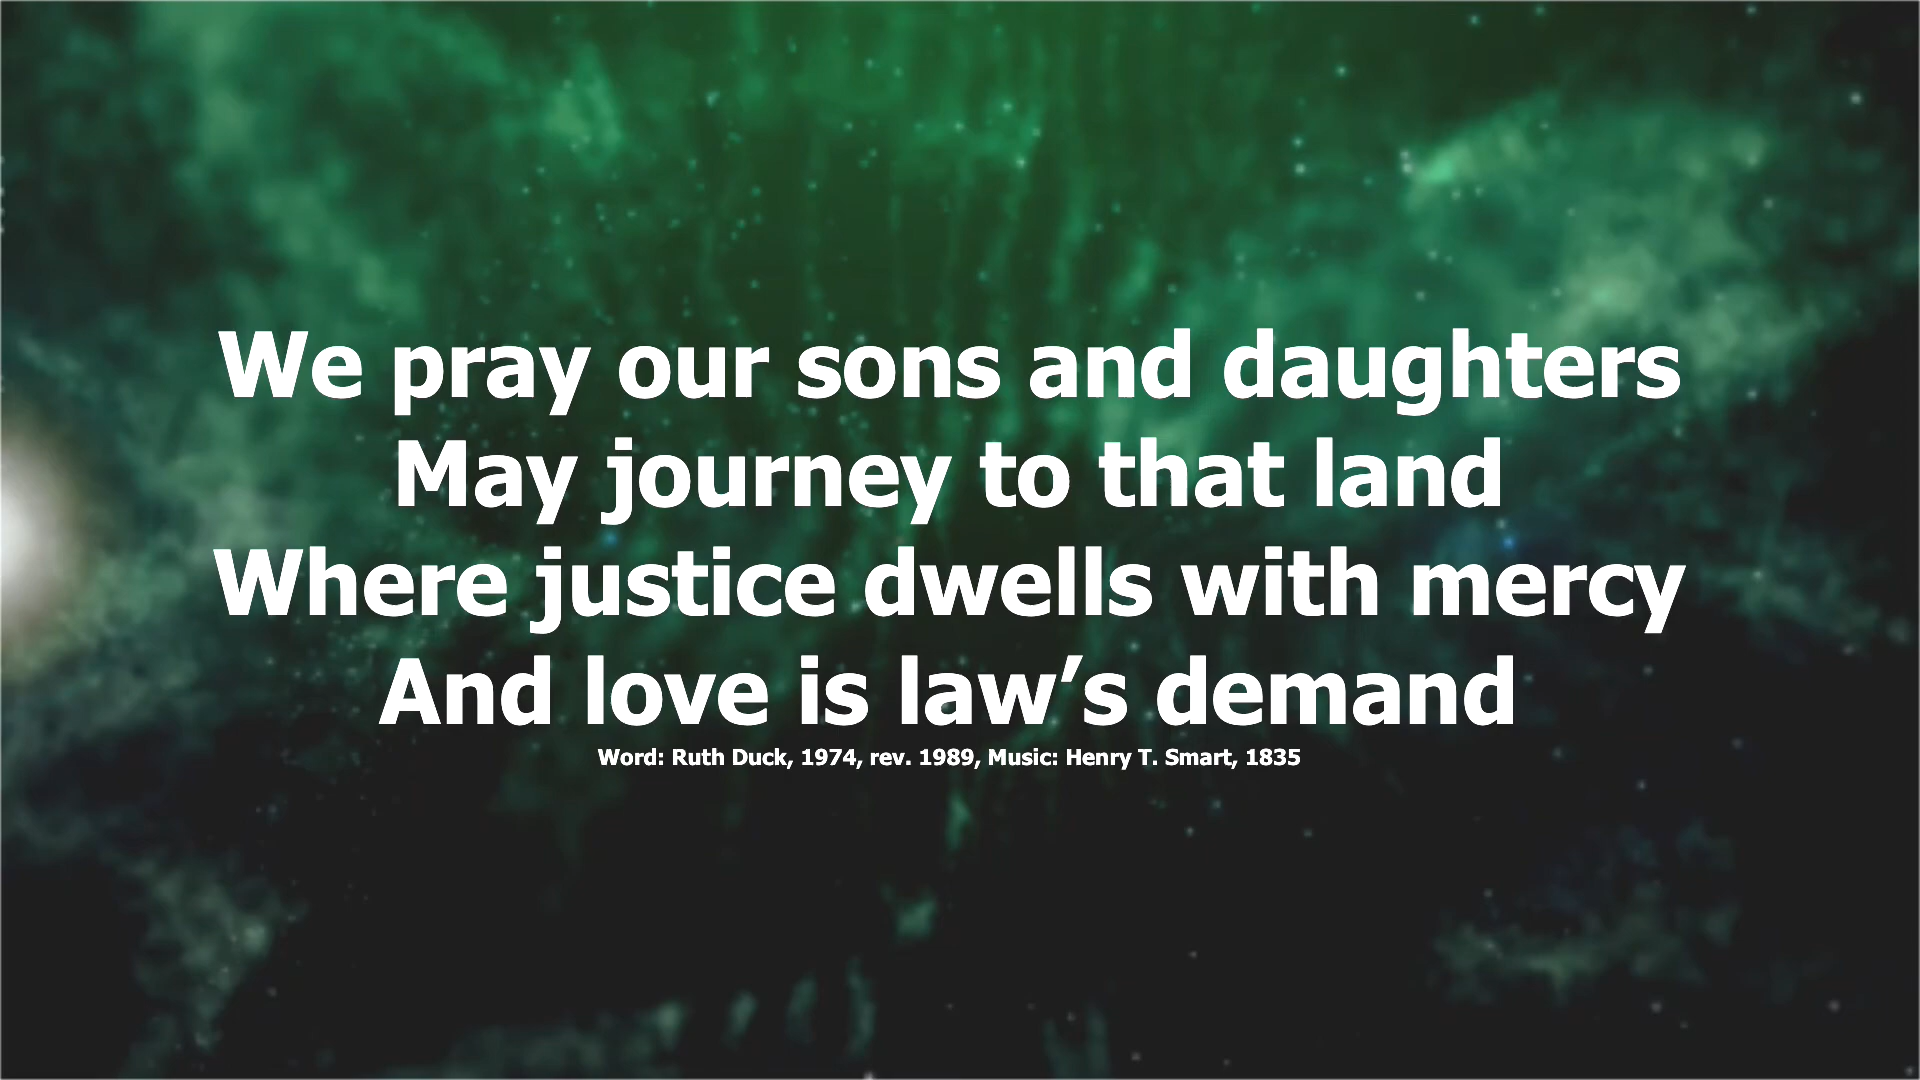 We pray our sons and daughters
May journey to that land
Where justice dwells with mercy
And love is law’s demand
Word: Ruth Duck, 1974, rev. 1989, Music: Henry T. Smart, 1835